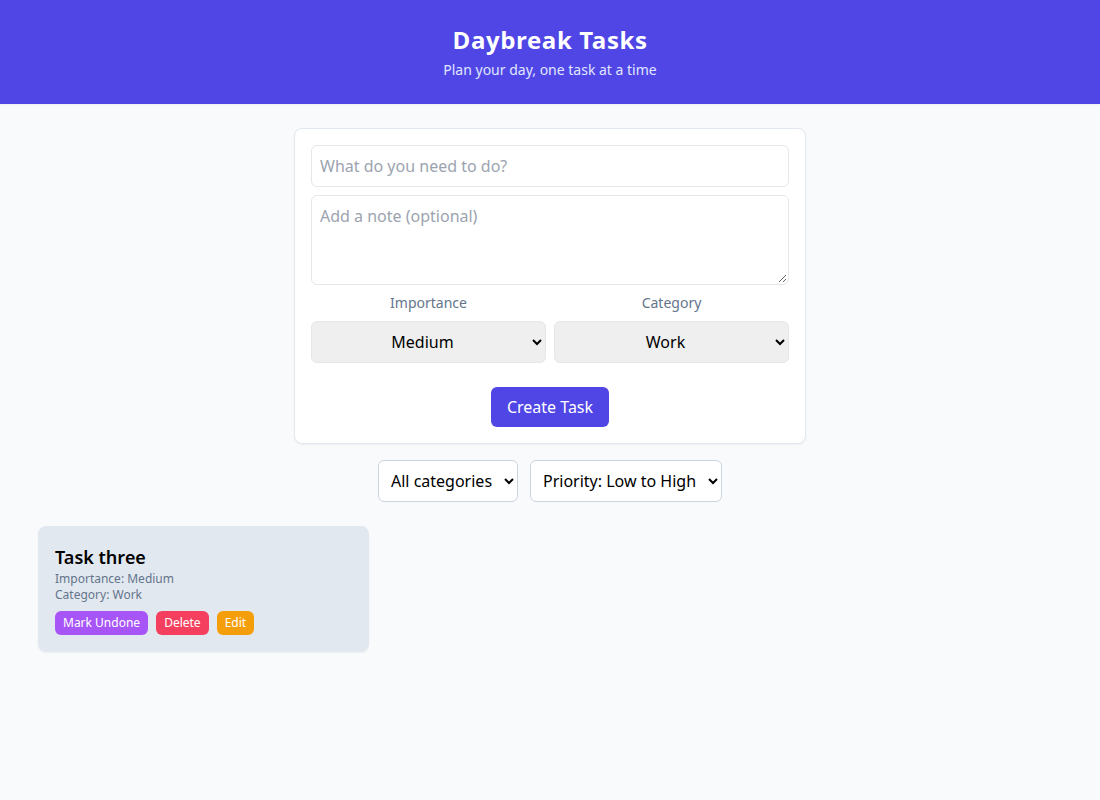 Daybreak Tasks
Plan your day, one task at a time
What do you need to do?
Add a note (optional)
Importance
Category
Medium
Work
Create Task
All categories
Priority: Low to High
Task three
Importance: Medium
Category: Work
Mark Undone
Delete
Edit